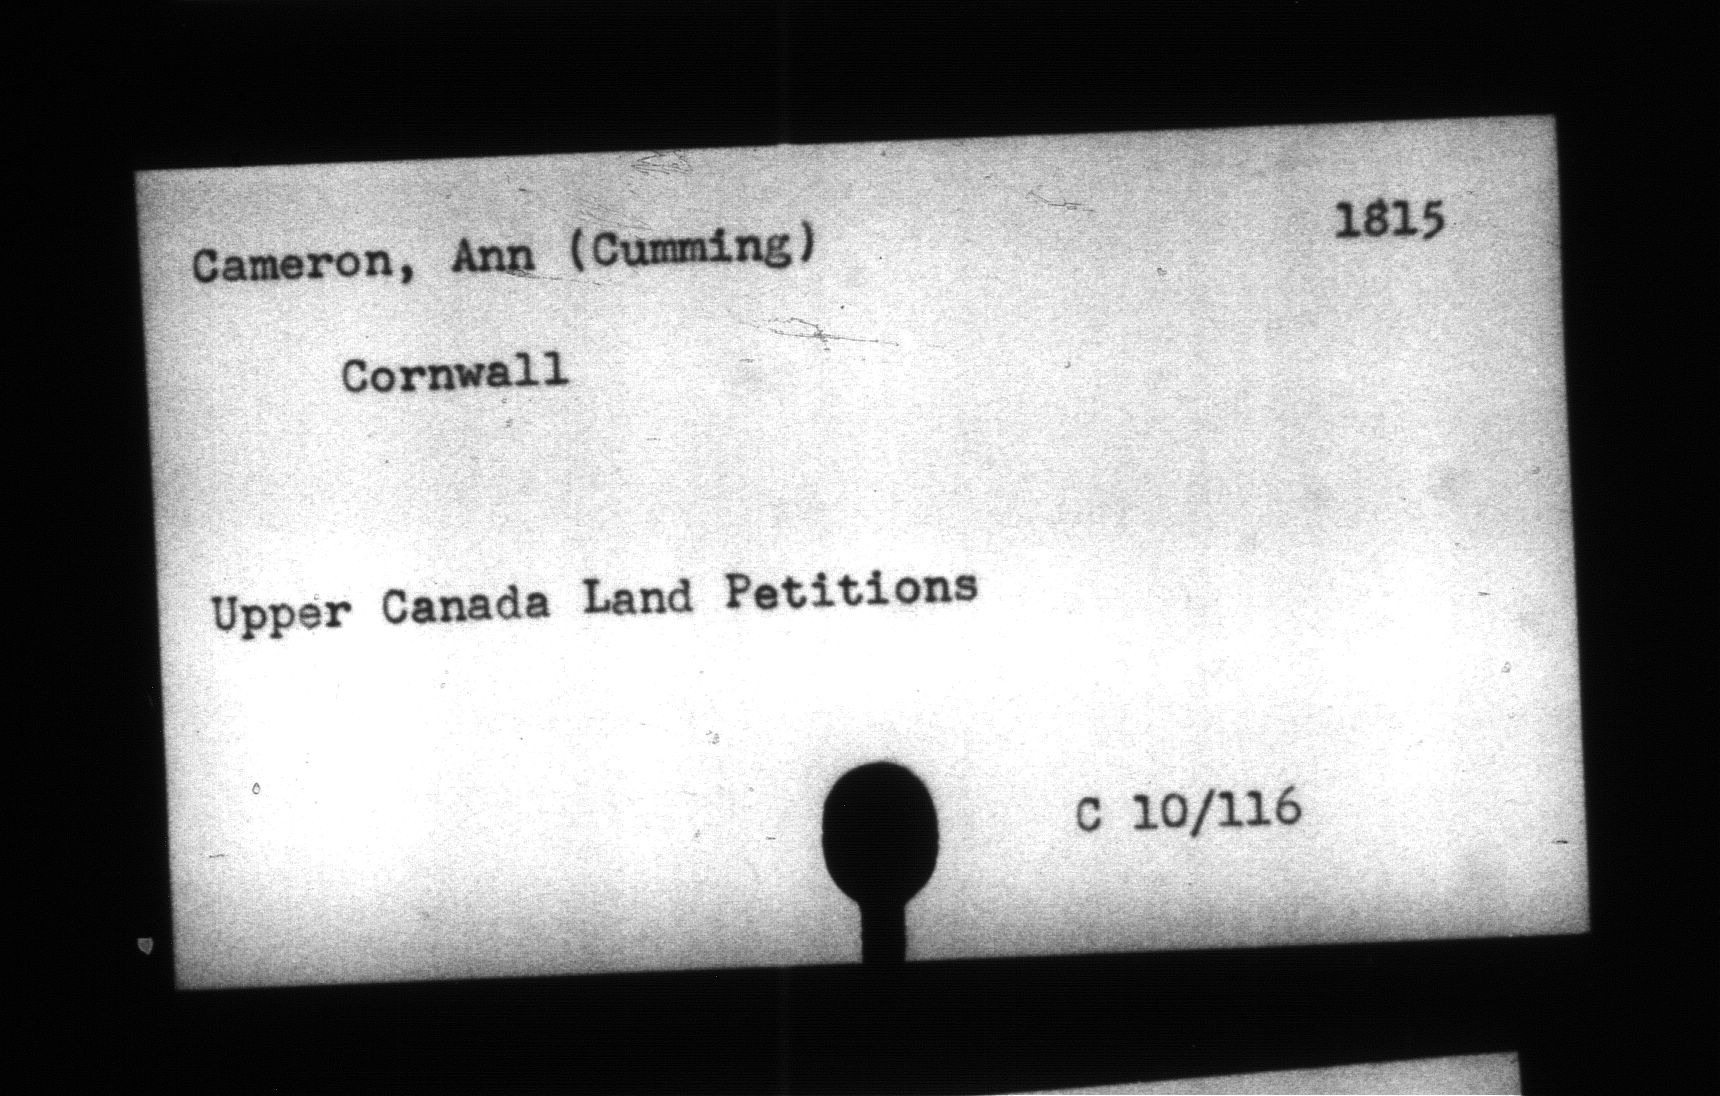 Cameron, Ann (Cumming) 1815
Cornwall
Upper Canada Land Petitions
C 10/116